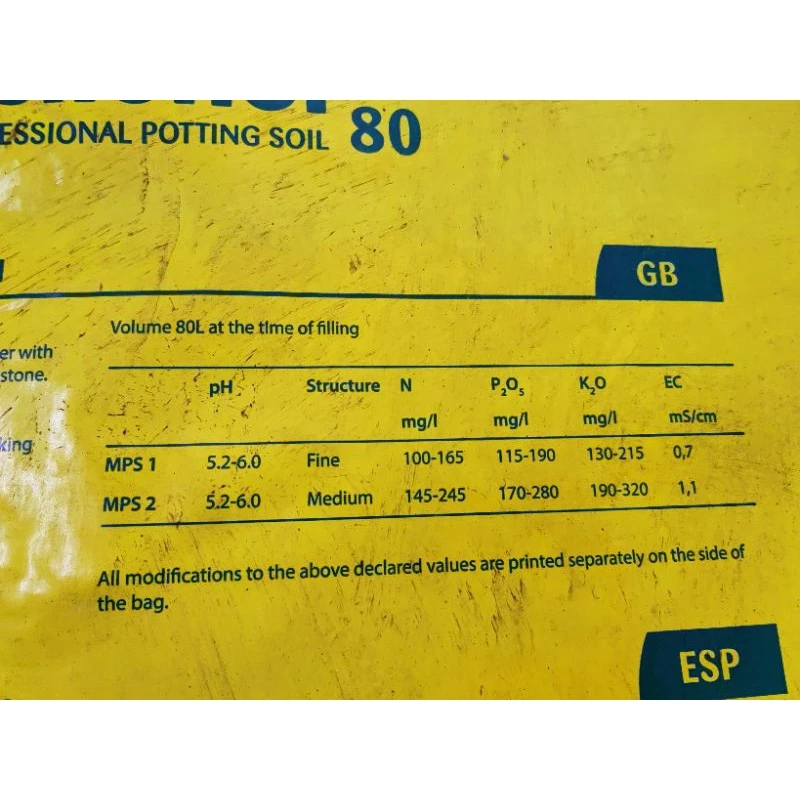 ESSIONAL POTTING SOIL 80
GB
Volume 80L at the time of filling
er with
stone.
king
pH Structure N P₂O₅ K₂O EC
mg/l mg/l mg/l mS/cm
MPS 1 5.2-6.0 Fine 100-165 115-190 130-215 0,7
MPS 2 5.2-6.0 Medium 145-245 170-280 190-320 1,1
All modifications to the above declared values are printed separately on the side of
the bag.
ESP